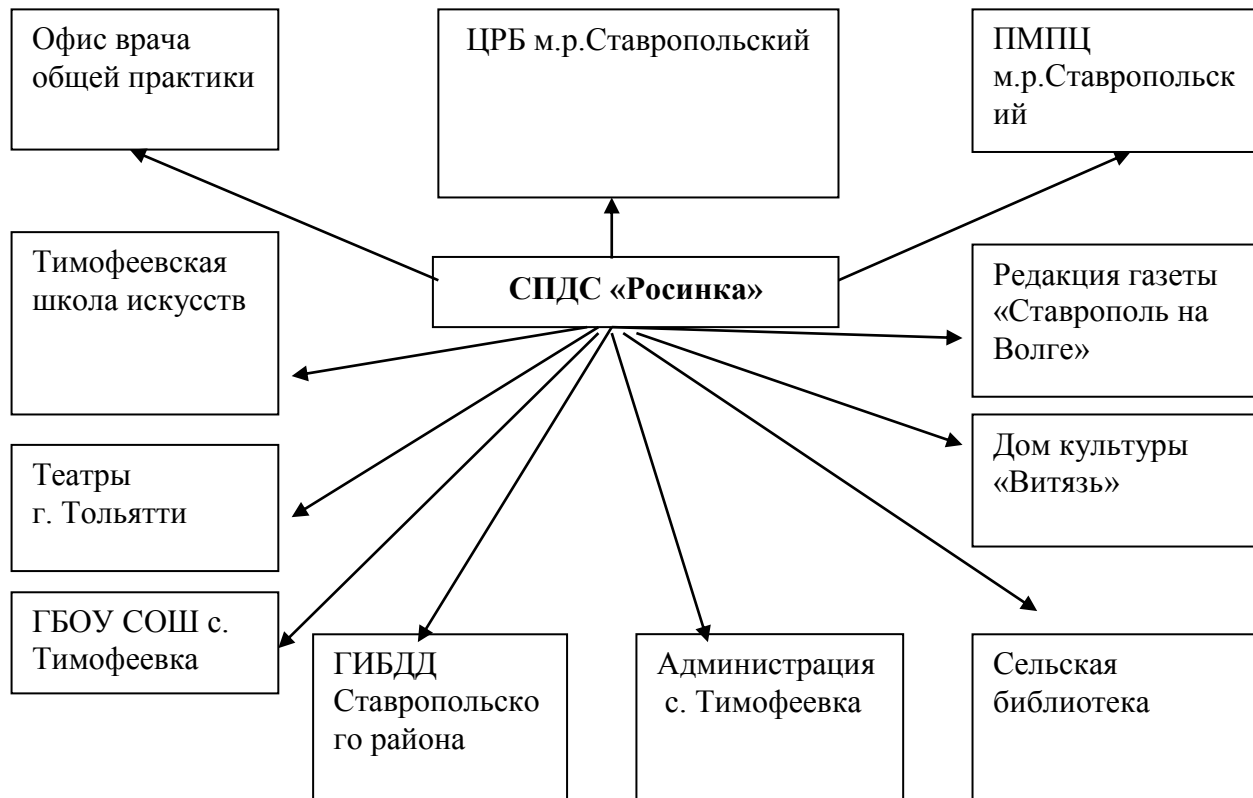 Офис врача
общей практики
ЦРБ м.р.Ставропольский
ПМПЦ
м.р.Ставропольск
ий
Тимофеевская
школа искусств
СПДС «Росинка»
Редакция газеты
«Ставрополь на
Волге»
Театры
г. Тольятти
Дом культуры
«Витязь»
ГБОУ СОШ с.
Тимофеевка
ГИБДД
Ставропольско
го района
Администрация
с. Тимофеевка
Сельская
библиотека